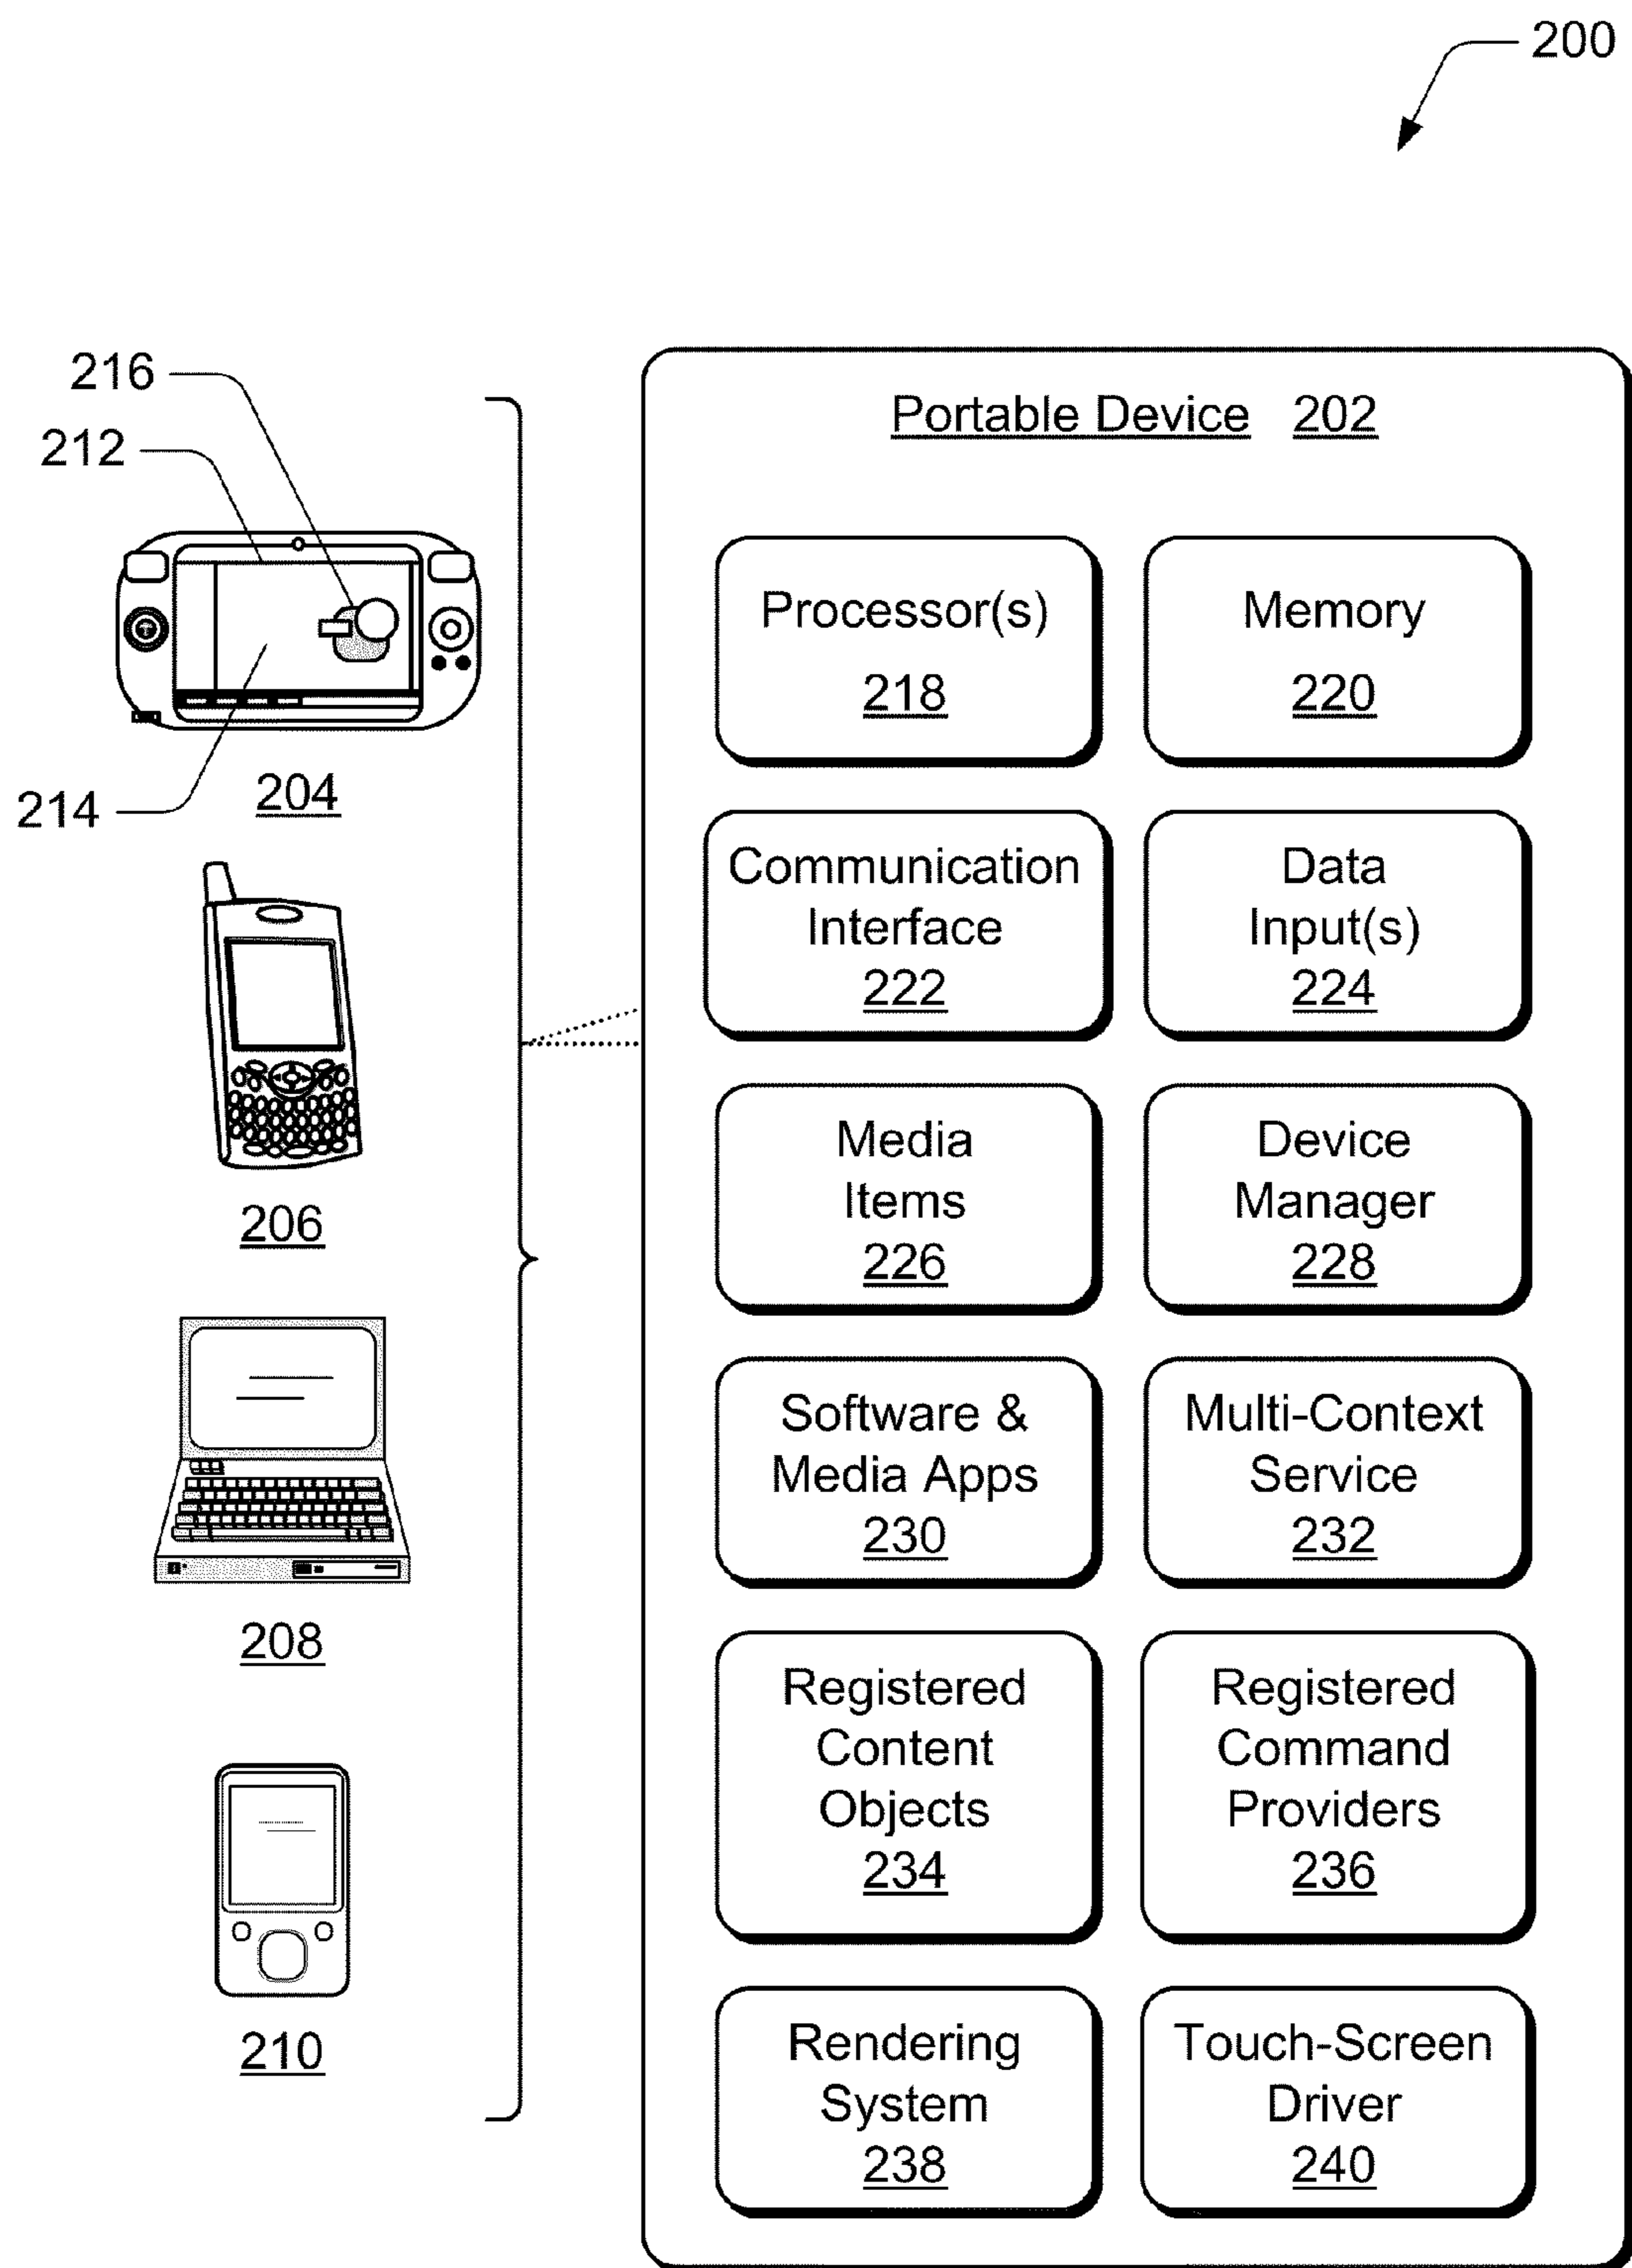 200
216
212
214
204
206
208
210
Portable Device 202
Processor(s)
218
Memory
220
Communication
Interface
222
Data
Input(s)
224
Media
Items
226
Device
Manager
228
Software &
Media Apps
230
Multi-Context
Service
232
Registered
Content
Objects
234
Registered
Command
Providers
236
Rendering
System
238
Touch-Screen
Driver
240